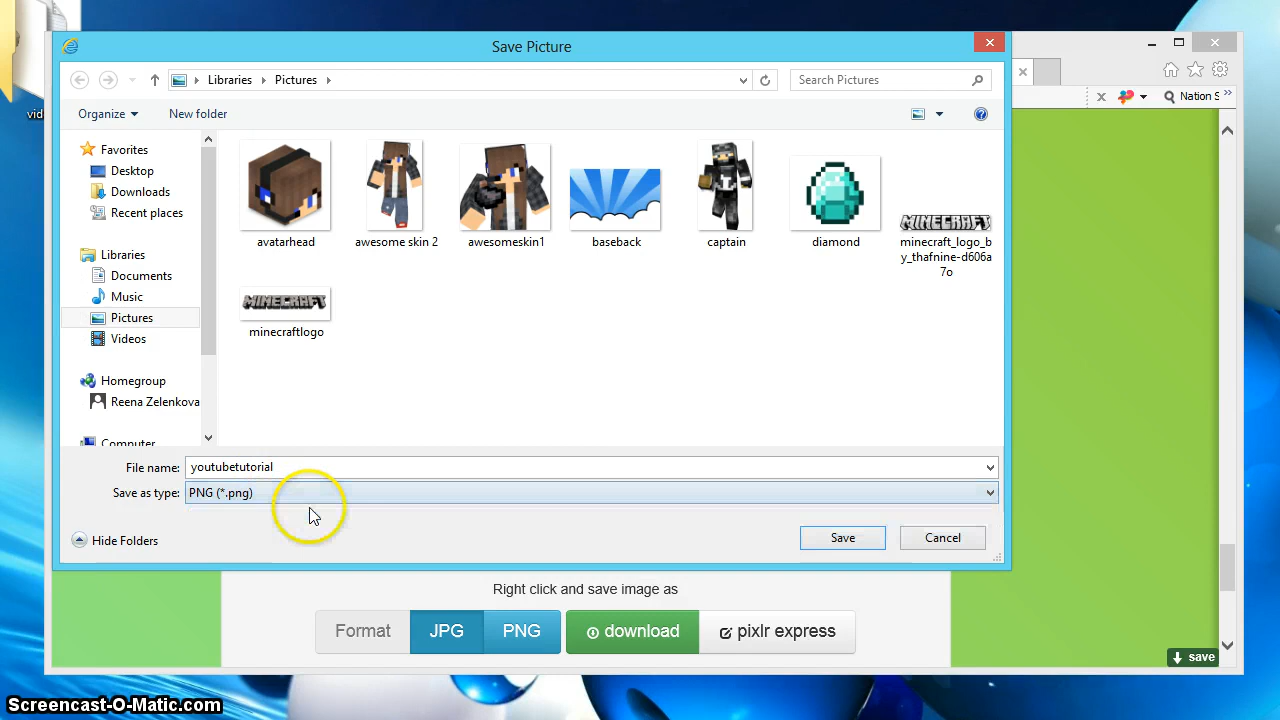 Save Picture
vid
Libraries
Pictures
Search Pictures
Nation S
Organize
New folder
Favorites
Desktop
Downloads
Recent places
Libraries
Documents
Music
Pictures
Videos
Homegroup
Reena Zelenkova
Computer
avatarhead
awesome skin 2
awesomeskin1
baseback
captain
diamond
MINECRAFT
minecraft_logo_b
y_thafnine-d606a
7o
MINECRAFT
minecraftlogo
File name: youtubetutorial
Save as type: PNG (*.png)
Hide Folders
Save
Cancel
Right click and save image as
Format
JPG
PNG
download
pixlr express
save
Screencast-O-Matic.com